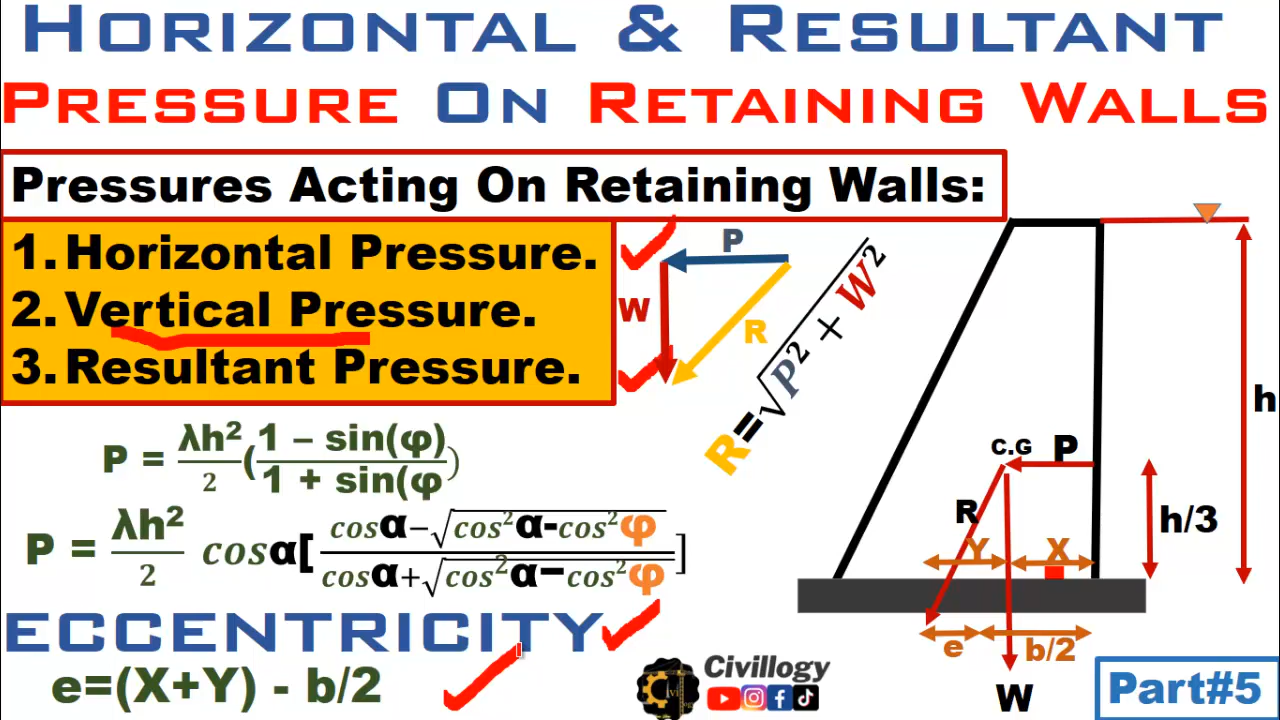 HORIZONTAL & RESULTANT
PRESSURE ON RETAINING WALLS
Pressures Acting On Retaining Walls:
1. Horizontal Pressure.
2. Vertical Pressure.
3. Resultant Pressure.
P
W
R
R=√P² + W²
P = λh²/2 (1 – sin(φ) / 1 + sin(φ)
P = λh²/2 cosα[cosα–√cos²α-cos²φ / cosα+√cos²α–cos²φ]
ECCENTRICITY
e=(X+Y) - b/2
C.G
P
R
Y
X
h/3
h
e
b/2
W
Civil
Civillogy
Part#5